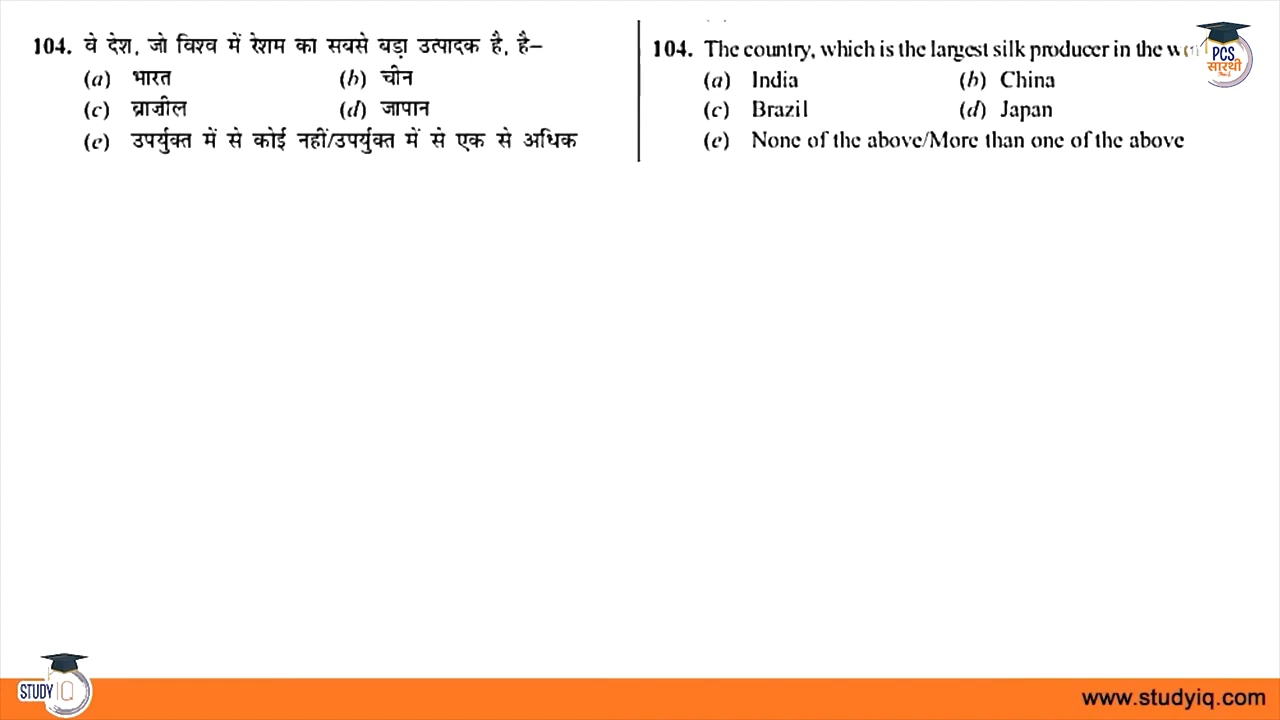 104. वे देश, जो विश्व में रेशम का सबसे बड़ा उत्पादक है, है–
(a) भारत (b) चीन
(c) ब्राज़ील (d) जापान
(e) उपर्युक्त में से कोई नहीं/उपर्युक्त में से एक से अधिक
104. The country, which is the largest silk producer in the
(a) India (b) China
(c) Brazil (d) Japan
(e) None of the above/More than one of the above
PCS
सारथी
STUDY IQ
www.studyiq.com